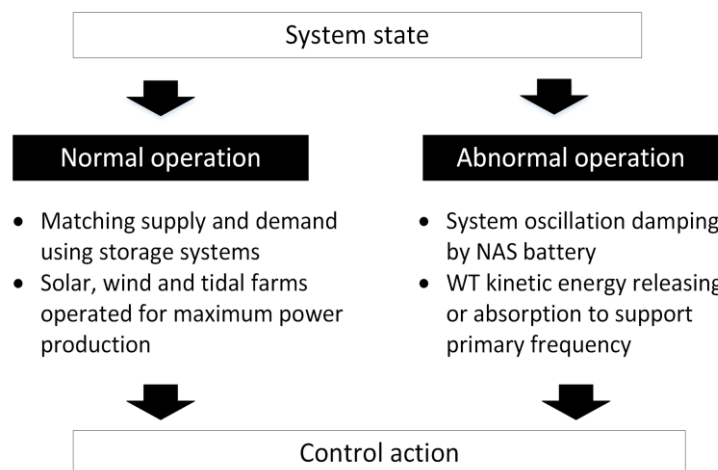 System state
Normal operation
• Matching supply and demand
using storage systems
• Solar, wind and tidal farms
operated for maximum power
production
Abnormal operation
• System oscillation damping
by NAS battery
• WT kinetic energy releasing
or absorption to support
primary frequency
Control action